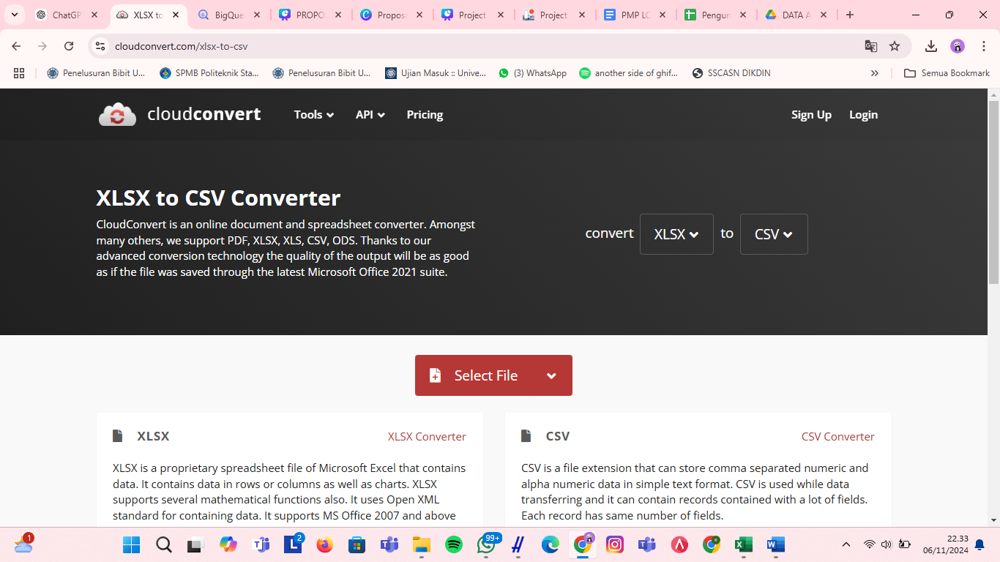 ChatGP
XLSX to
BigQue
PROPO
Proposa
Project
Project
PMP LO
Pengun
DATA A
cloudconvert.com/xlsx-to-csv
Penelusuran Bibit U...
SPMB Politeknik Sta...
Penelusuran Bibit U...
Ujian Masuk :: Unive...
(3) WhatsApp
another side of ghif...
SSCASN DIKDIN
Semua Bookmark
cloudconvert
Tools
API
Pricing
Sign Up
Login
XLSX to CSV Converter
CloudConvert is an online document and spreadsheet converter. Amongst
many others, we support PDF, XLSX, XLS, CSV, ODS. Thanks to our
advanced conversion technology the quality of the output will be as good
as if the file was saved through the latest Microsoft Office 2021 suite.
convert XLSX to CSV
Select File
XLSX
XLSX Converter
XLSX is a proprietary spreadsheet file of Microsoft Excel that contains
data. It contains data in rows or columns as well as charts. XLSX
supports several mathematical functions also. It uses Open XML
standard for containing data. It supports MS Office 2007 and above
CSV
CSV Converter
CSV is a file extension that can store comma separated numeric and
alpha numeric data in simple text format. CSV is used while data
transferring and it can contain records contained with a lot of fields.
Each record has same number of fields.
1
2
99+
22.33
06/11/2024